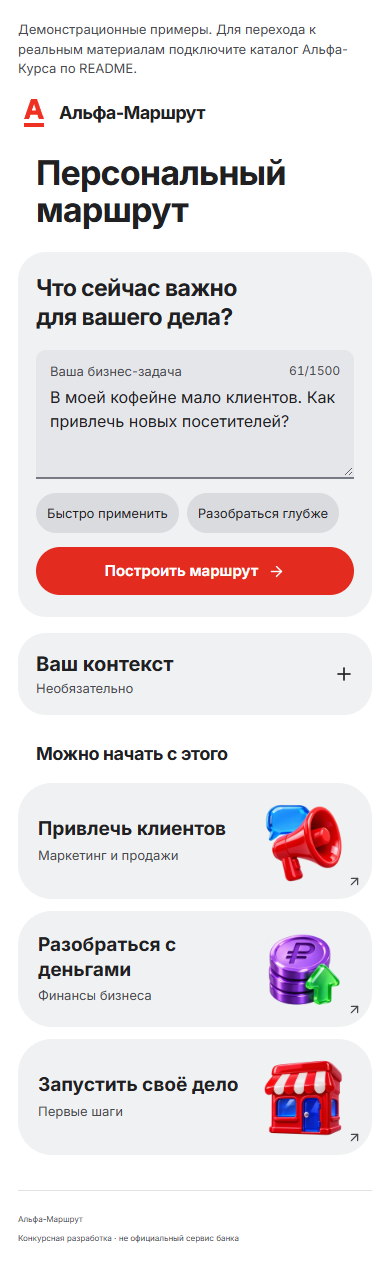 Демонстрационные примеры. Для перехода к
реальным материалам подключите каталог Альфа-
Курса по README.
Альфа-Маршрут
Персональный
маршрут
Что сейчас важно
для вашего дела?
Ваша бизнес-задача 61/1500
В моей кофейне мало клиентов. Как
привлечь новых посетителей?
Быстро применить Разобраться глубже
Построить маршрут →
Ваш контекст
Необязательно
Можно начать с этого
Привлечь клиентов
Маркетинг и продажи
Разобраться с
деньгами
Финансы бизнеса
Запустить своё дело
Первые шаги
Альфа-Маршрут
Конкурсная разработка · не официальный сервис банка